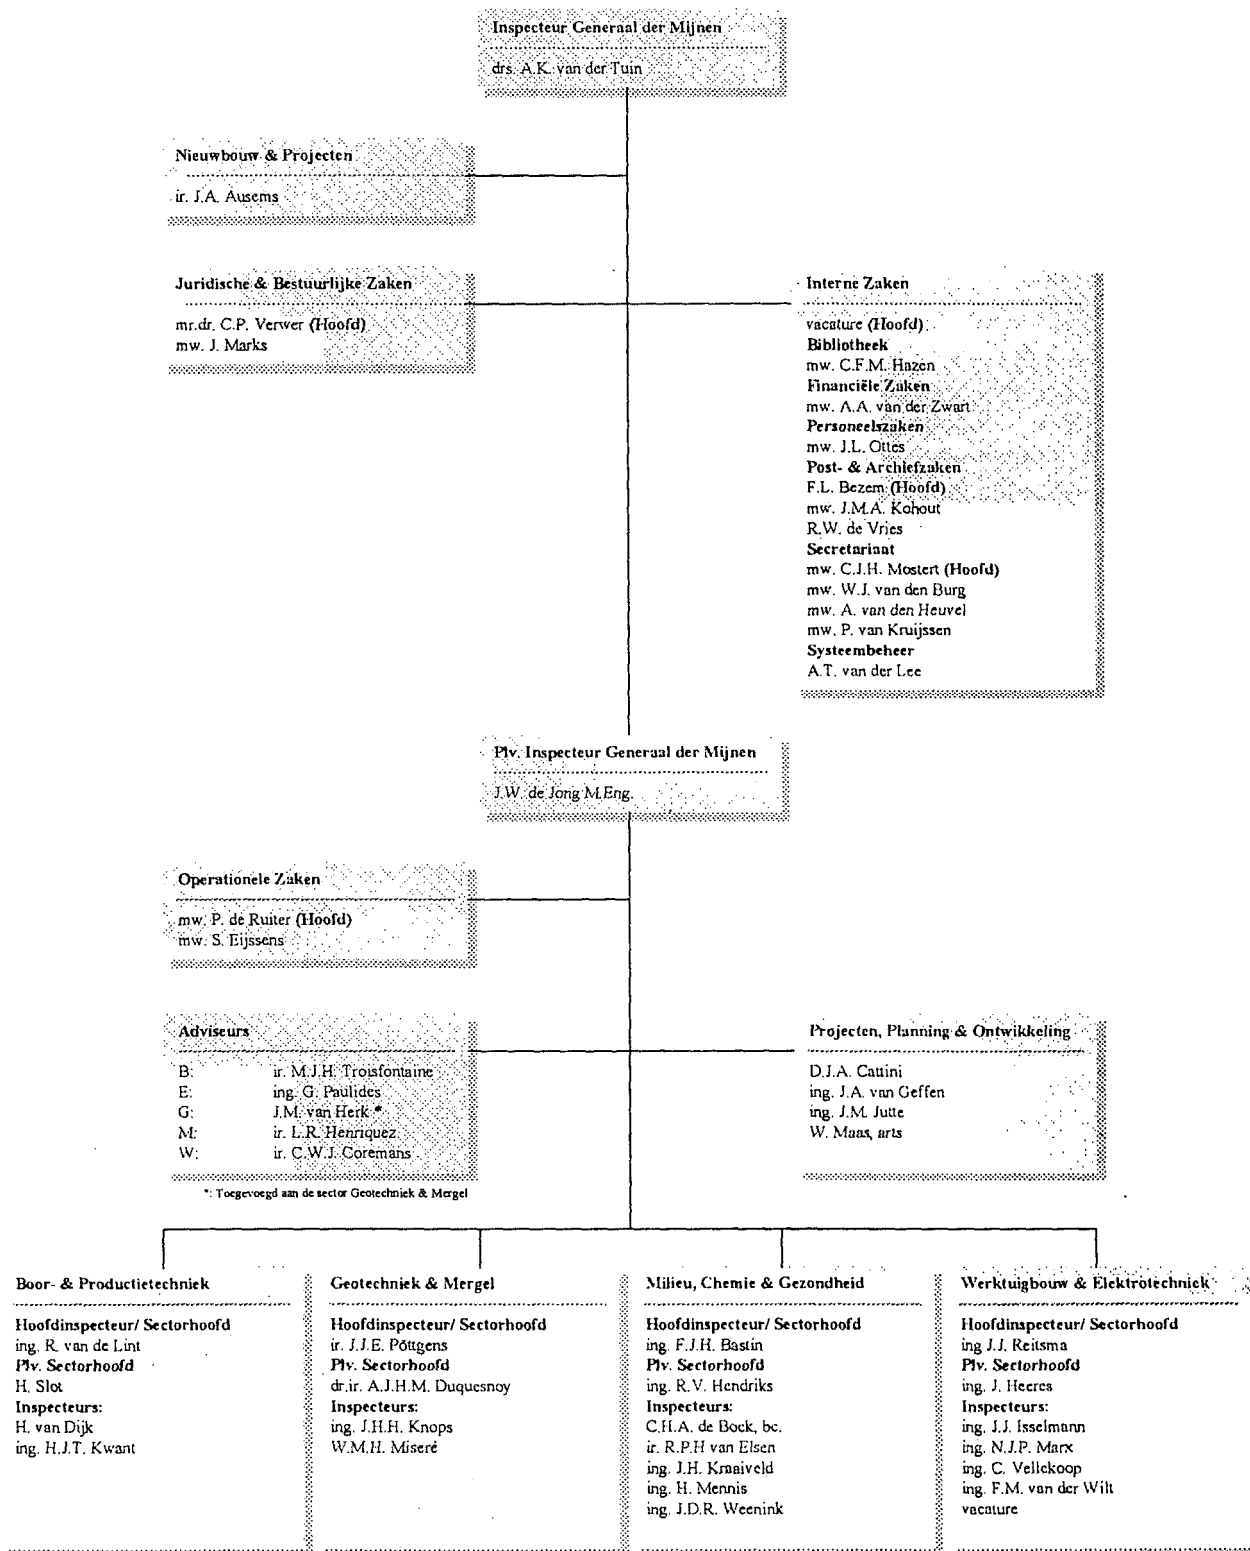 Inspecteur Generaal der Mijnen
drs. A.K. van der Tuin
Nieuwbouw & Projecten
ir. J.A. Ausems
Juridische & Bestuurlijke Zaken
mr.dr. C.P. Verwer (Hoofd)
mw. J. Marks
Interne Zaken
vacature (Hoofd)
Bibliotheek
mw. C.F.M. Hazen
Financiële Zaken
mw. A.A. van der Zwart
Personeelszaken
mw. J.L. Ottes
Post- & Archiefzaken
F.L. Bezem (Hoofd)
mw. J.M.A. Kohout
R.W. de Vries
Secretariaat
mw. C.J.H. Mostert (Hoofd)
mw. W.J. van den Burg
mw. A. van den Heuvel
mw. P. van Kruijssen
Systeembeheer
A.T. van der Lee
Plv. Inspecteur Generaal der Mijnen
J.W. de Jong M.Eng.
Operationele Zaken
mw. P. de Ruiter (Hoofd)
mw. S. Eijssens
Adviseurs
B: ir. M.J.H. Troisfontaine
E: ing. G. Paulides
G: J.M. van Herk *
M: ir. L.R. Henriquez
W: ir. C.W.J. Coremans
*: Toegevoegd aan de sector Geotechniek & Mergel
Projecten, Planning & Ontwikkeling
D.J.A. Cattini
ing. J.A. van Geffen
ing. J.M. Jutte
W. Maas, arts
Boor- & Productietechniek
Hoofdinspecteur/ Sectorhoofd
ing. R. van de Lint
Plv. Sectorhoofd
H. Slot
Inspecteurs:
H. van Dijk
ing. H.J.T. Kwant
Geotechniek & Mergel
Hoofdinspecteur/ Sectorhoofd
ir. J.J.E. Pöttgens
Plv. Sectorhoofd
dr.ir. A.J.H.M. Duquesnoy
Inspecteurs:
ing. J.H.H. Knops
W.M.H. Miseré
Milieu, Chemie & Gezondheid
Hoofdinspecteur/ Sectorhoofd
ing. F.J.H. Bastin
Plv. Sectorhoofd
ing. R.V. Hendriks
Inspecteurs:
C.H.A. de Bock, bc.
ir. R.P.H van Elsen
ing. J.H. Kraaiveld
ing. H. Mennis
ing. J.D.R. Weenink
Werktuigbouw & Elektrotechniek
Hoofdinspecteur/ Sectorhoofd
ing J.J. Reitsma
Plv. Sectorhoofd
ing. J. Heeres
Inspecteurs:
ing. J.J. Isselmann
ing. N.J.P. Marx
ing. C. Vellekoop
ing. F.M. van der Wilt
vacature